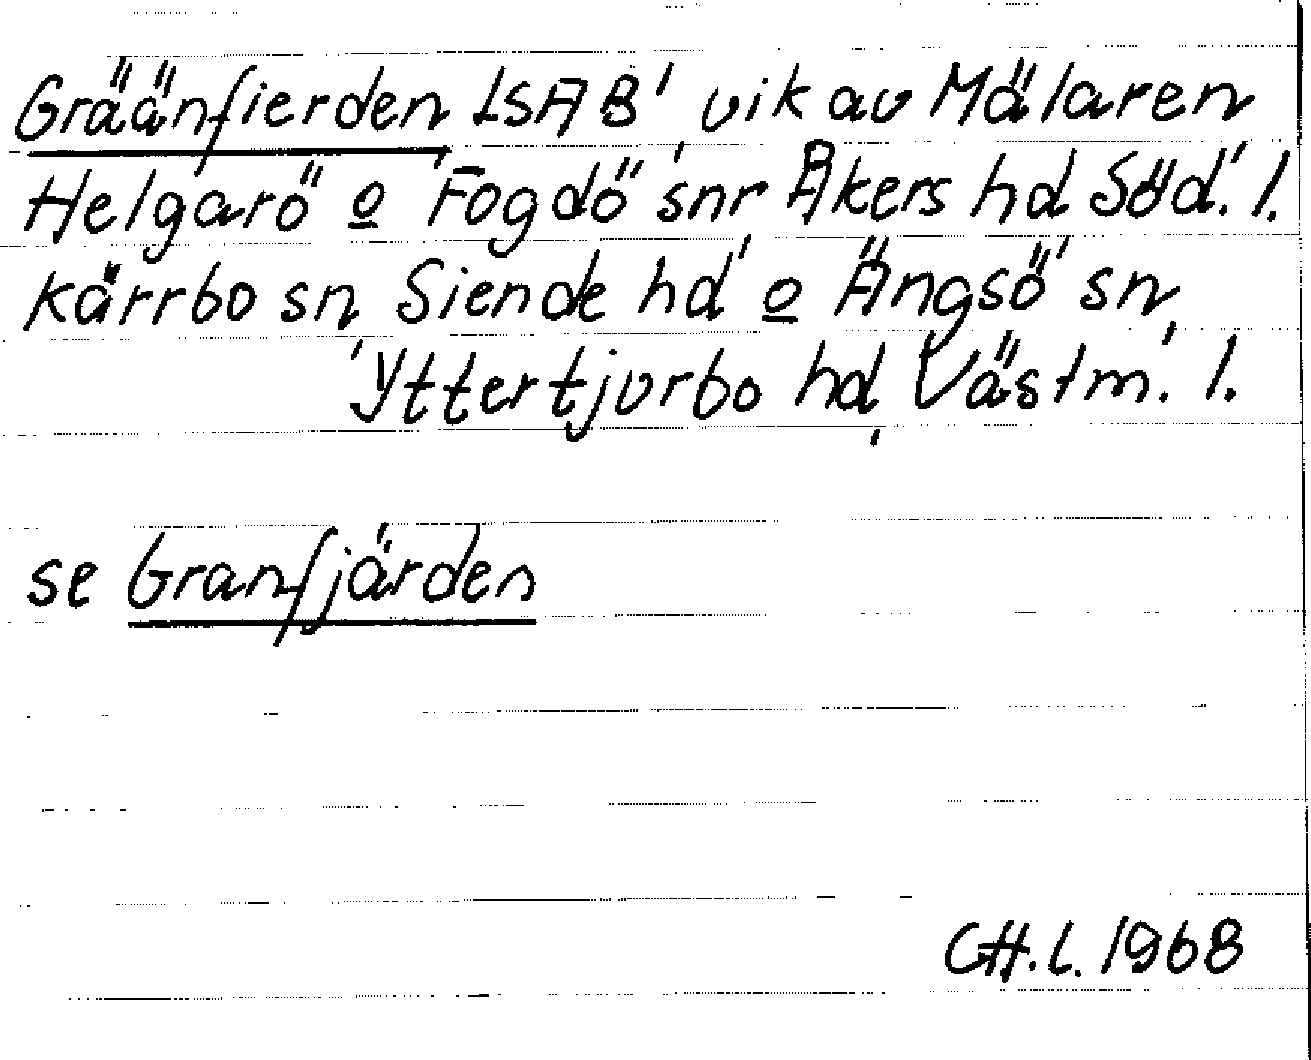 Gräänfierden ISAB' vik av Mälaren
Helgarö o Fogdö snr Åkers hd Söd. l.
Kärrbo sn Siende hd o Ängsö sn
Yttertjurbo hd Västm. l.
se Granfjärden
CH.L. 1968